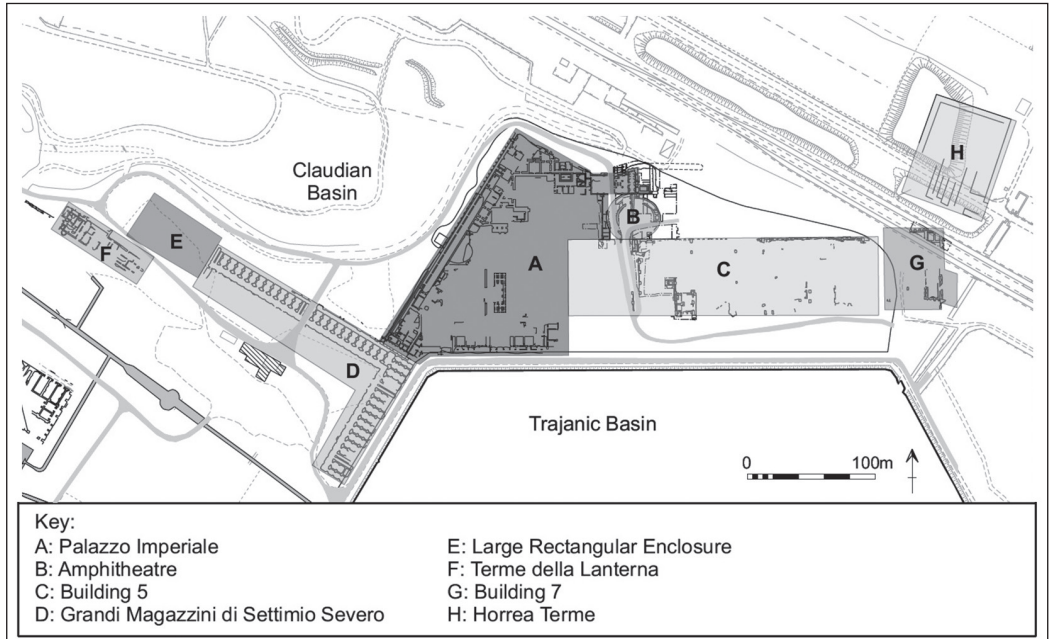 Claudian
Basin
H
B
E
F
A
C
G
D
Trajanic Basin
0 100m
Key:
A: Palazzo Imperiale
B: Amphitheatre
C: Building 5
D: Grandi Magazzini di Settimio Severo
E: Large Rectangular Enclosure
F: Terme della Lanterna
G: Building 7
H: Horrea Terme